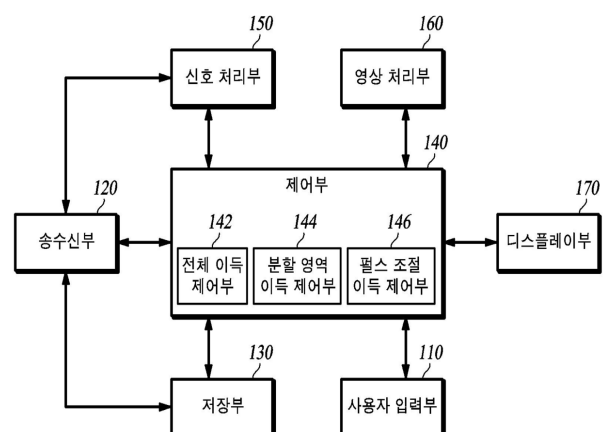 150
신호 처리부
160
영상 처리부
140
제어부
120
송수신부
142
전체 이득
제어부
144
분할 영역
이득 제어부
146
펄스 조절
이득 제어부
170
디스플레이부
130
저장부
110
사용자 입력부